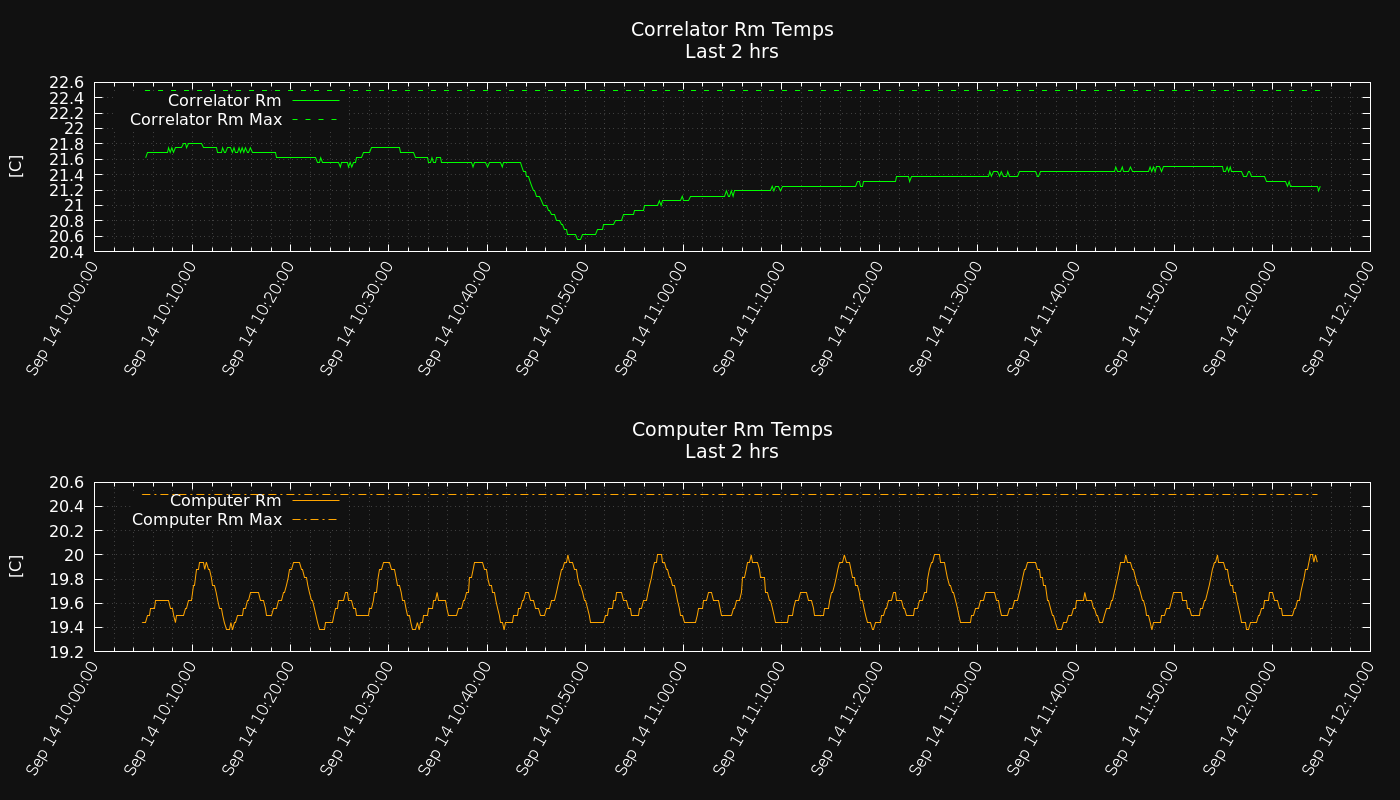 Correlator Rm Temps
Last 2 hrs
22.6
22.4
22.2
22
21.8
21.6
21.4
21.2
21
20.8
20.6
20.4
[C]
Correlator Rm
Correlator Rm Max
Sep 14 10:00:00
Sep 14 10:10:00
Sep 14 10:20:00
Sep 14 10:30:00
Sep 14 10:40:00
Sep 14 10:50:00
Sep 14 11:00:00
Sep 14 11:10:00
Sep 14 11:20:00
Sep 14 11:30:00
Sep 14 11:40:00
Sep 14 11:50:00
Sep 14 12:00:00
Sep 14 12:10:00
Computer Rm Temps
Last 2 hrs
20.6
20.4
20.2
20
19.8
19.6
19.4
19.2
[C]
Computer Rm
Computer Rm Max
Sep 14 10:00:00
Sep 14 10:10:00
Sep 14 10:20:00
Sep 14 10:30:00
Sep 14 10:40:00
Sep 14 10:50:00
Sep 14 11:00:00
Sep 14 11:10:00
Sep 14 11:20:00
Sep 14 11:30:00
Sep 14 11:40:00
Sep 14 11:50:00
Sep 14 12:00:00
Sep 14 12:10:00